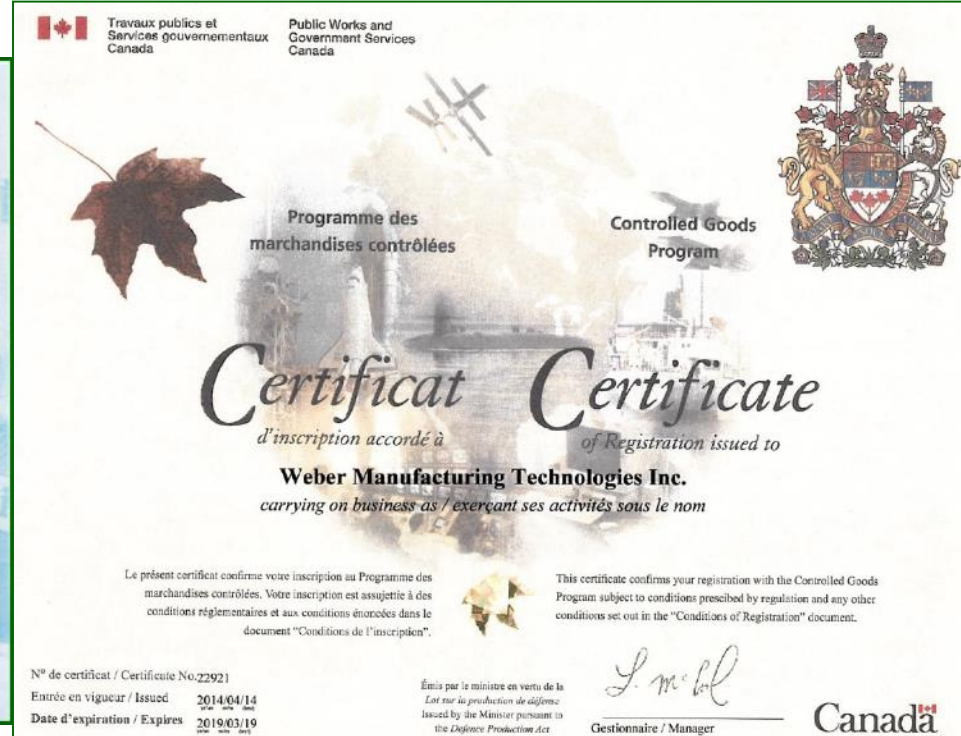 Travaux publics et
Services gouvernementaux
Canada
Public Works and
Government Services
Canada
Programme des
marchandises contrôlées
Controlled Goods
Program
Certificat
d'inscription accordé à
Certificate
of Registration issued to
Weber Manufacturing Technologies Inc.
carrying on business as / exerçant ses activités sous le nom
Le présent certificat confirme votre inscription au Programme des
marchandises contrôlées. Votre inscription est assujettie à des
conditions réglementaires et aux conditions énoncées dans le
document "Conditions de l'inscription".
This certificate confirms your registration with the Controlled Goods
Program subject to conditions prescibed by regulation and any other
conditions set out in the "Conditions of Registration" document.
Nº de certificat / Certificate No.22921
Entrée en vigueur / Issued 2014/04/14
Date d'expiration / Expires 2019/03/19
Émis par le ministre en vertu de la
Loi sur la production de défense
Issued by the Minister pursuant to
the Defence Production Act
Gestionnaire / Manager
Canada